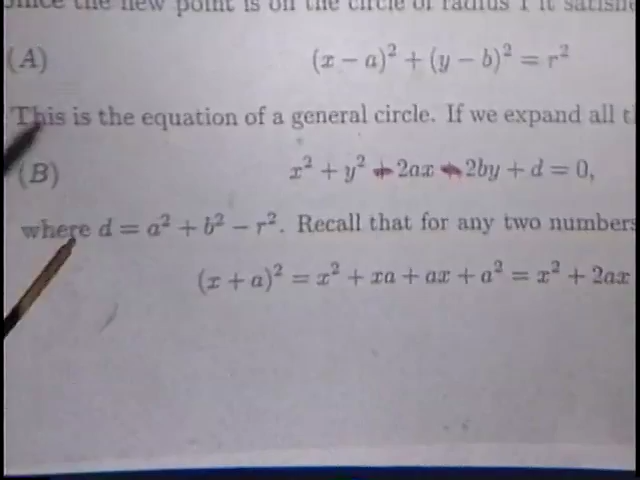 the new point is on the circle of radius r it satisfie
(A) (x − a)² + (y − b)² = r²
This is the equation of a general circle. If we expand all t
(B) x² + y² − 2ax − 2by + d = 0,
where d = a² + b² − r². Recall that for any two numbers
(x + a)² = x² + xa + ax + a² = x² + 2ax